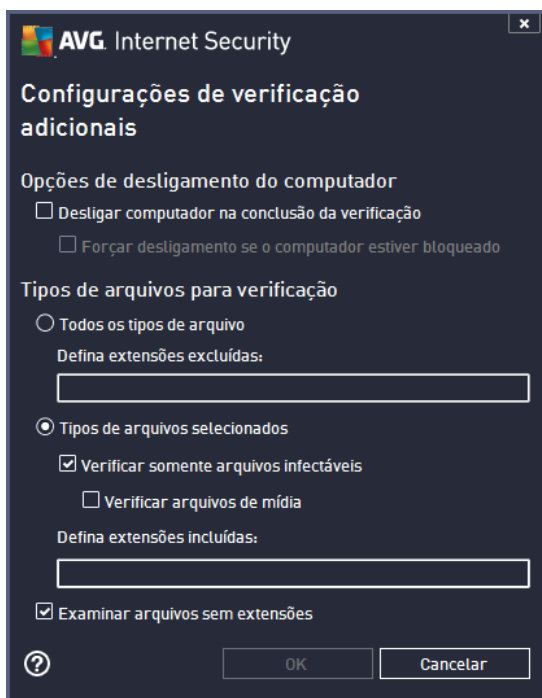 AVG. Internet Security
Configurações de verificação
adicionais
Opções de desligamento do computador
Desligar computador na conclusão da verificação
Forçar desligamento se o computador estiver bloqueado
Tipos de arquivos para verificação
Todos os tipos de arquivo
Defina extensões excluídas:
Tipos de arquivos selecionados
Verificar somente arquivos infectáveis
Verificar arquivos de mídia
Defina extensões incluídas:
Examinar arquivos sem extensões
OK
Cancelar